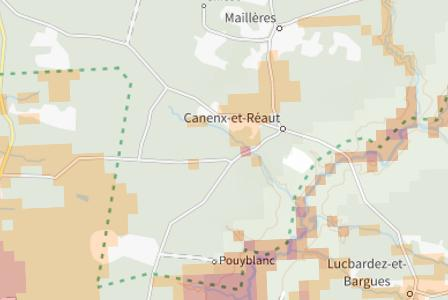 Maillères
Canenx-et-Réaut
Pouyblanc
Lucbardez-et-
Bargues